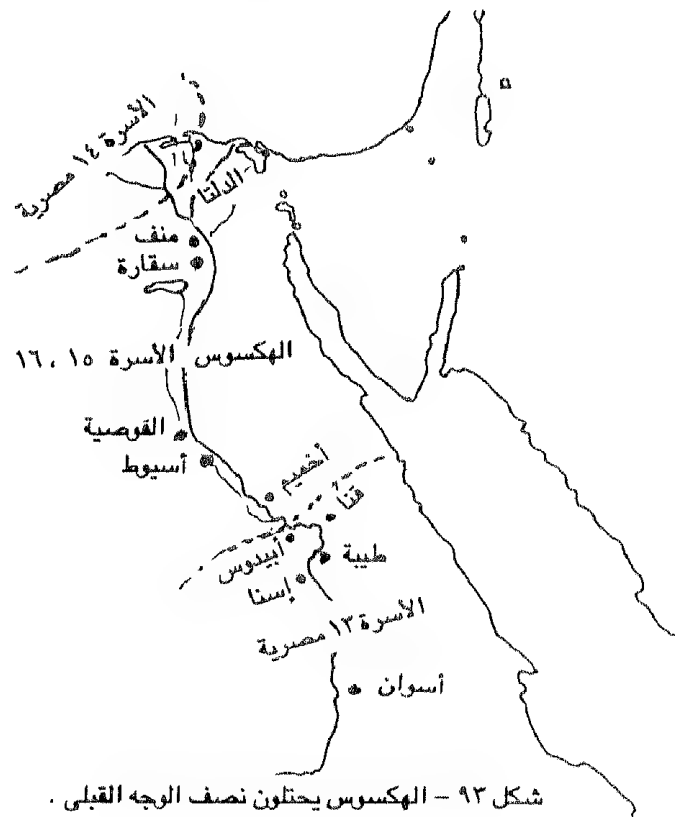 الأسرة ١٤ مصرية
الدلتا
منف
سقارة
الهكسوس الأسرة ١٥ ، ١٦
القوصية
أسيوط
أخميم
قنا
أبيدوس
طيبة
إسنا
الأسرة ١٣ مصرية
أسوان
شكل ٩٣ – الهكسوس يحتلون نصف الوجه القبلى .